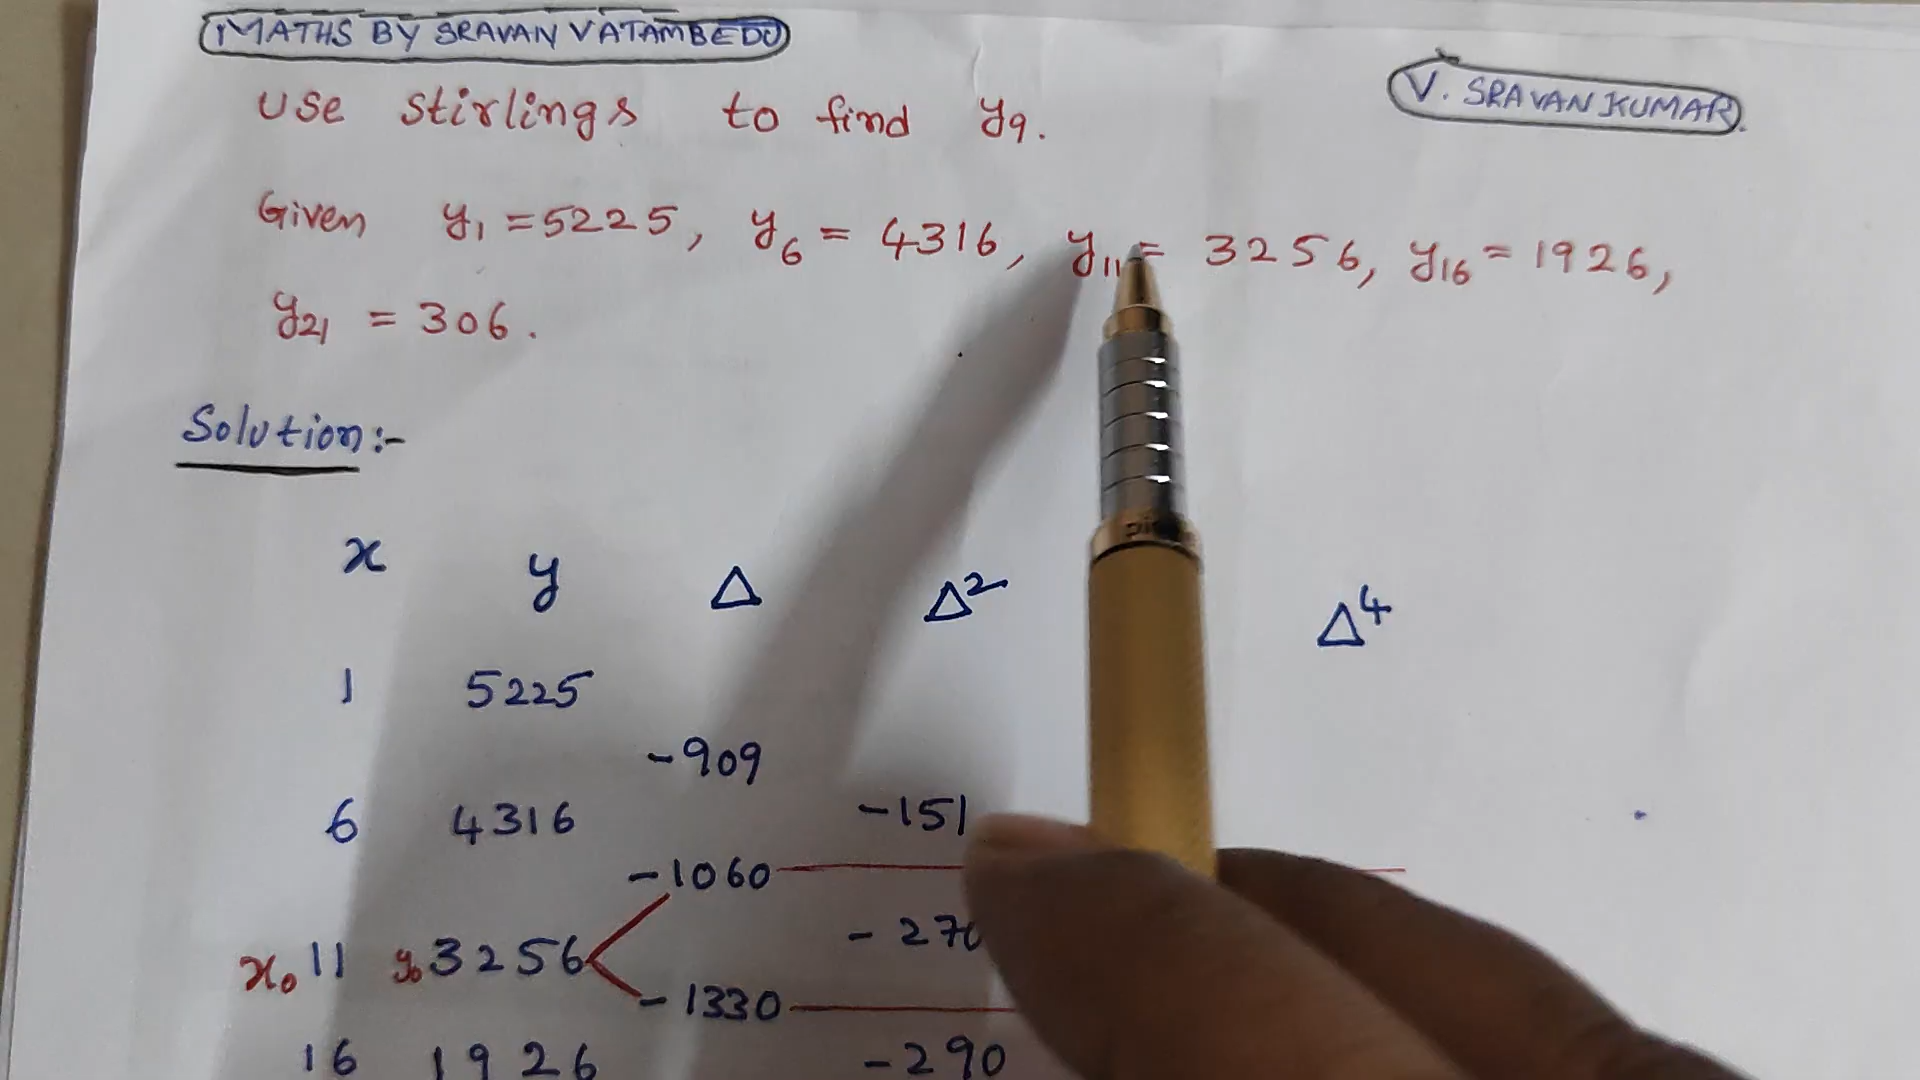 MATHS BY SRAVAN VATAMBEDU
V. SRAVAN KUMAR.
Use stirlings to find y9.
Given y1 = 5225, y6 = 4316, y11 = 3256, y16 = 1926,
y21 = 306.
Solution:-
x y Δ Δ² Δ⁴
1 5225
-909
6 4316 -151
-1060
x0 11 y0 3256 -270
-1330
16 1926 -290